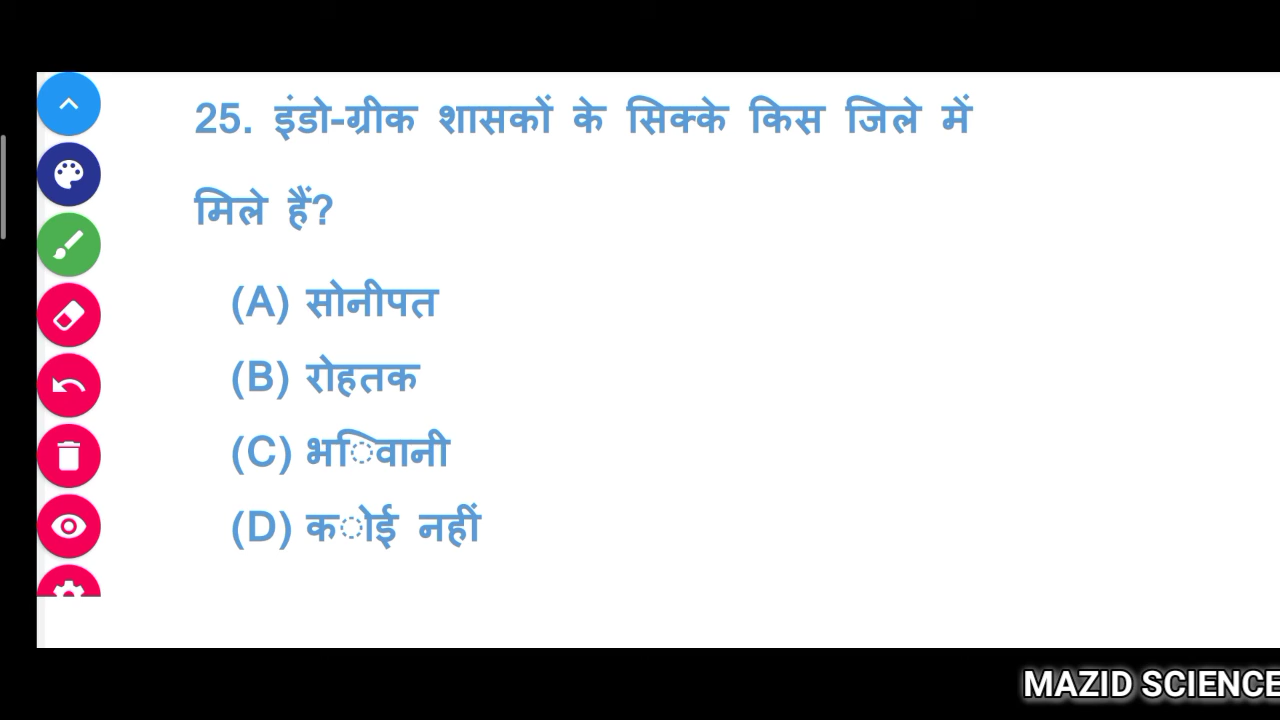 25. इंडो-ग्रीक शासकों के सिक्के किस जिले में
मिले हैं?
(A) सोनीपत
(B) रोहतक
(C) भ◌िवानी
(D) क◌ोई नहीं
MAZID SCIENCE